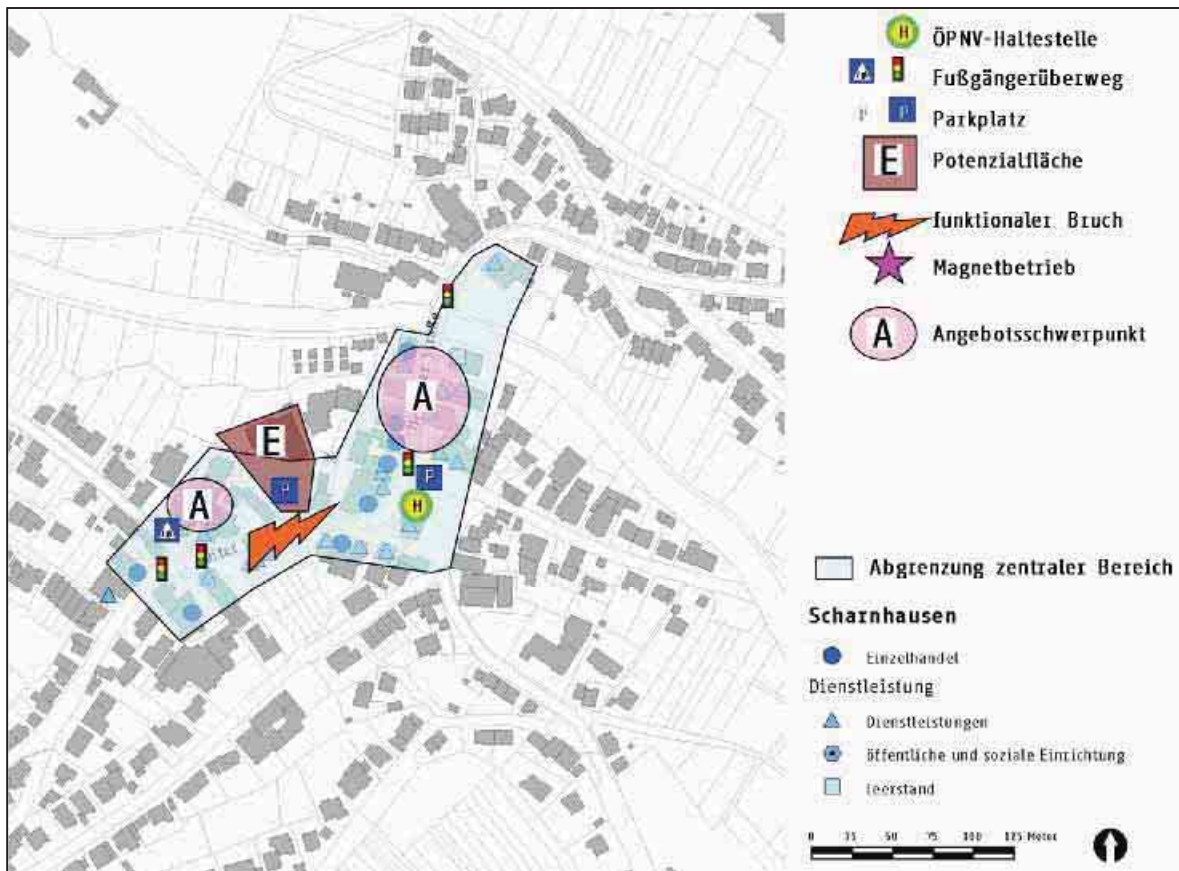 H ÖPNV-Haltestelle
Fußgängerüberweg
P P Parkplatz
E Potenzialfläche
funktionaler Bruch
Magnetbetrieb
A Angebotsschwerpunkt
A
P
H
E
P
A
Abgrenzung zentraler Bereich
Scharnhausen
Einzelhandel
Dienstleistung
Dienstleistungen
öffentliche und soziale Einrichtung
leerstand
0 25 50 75 100 125 Meter